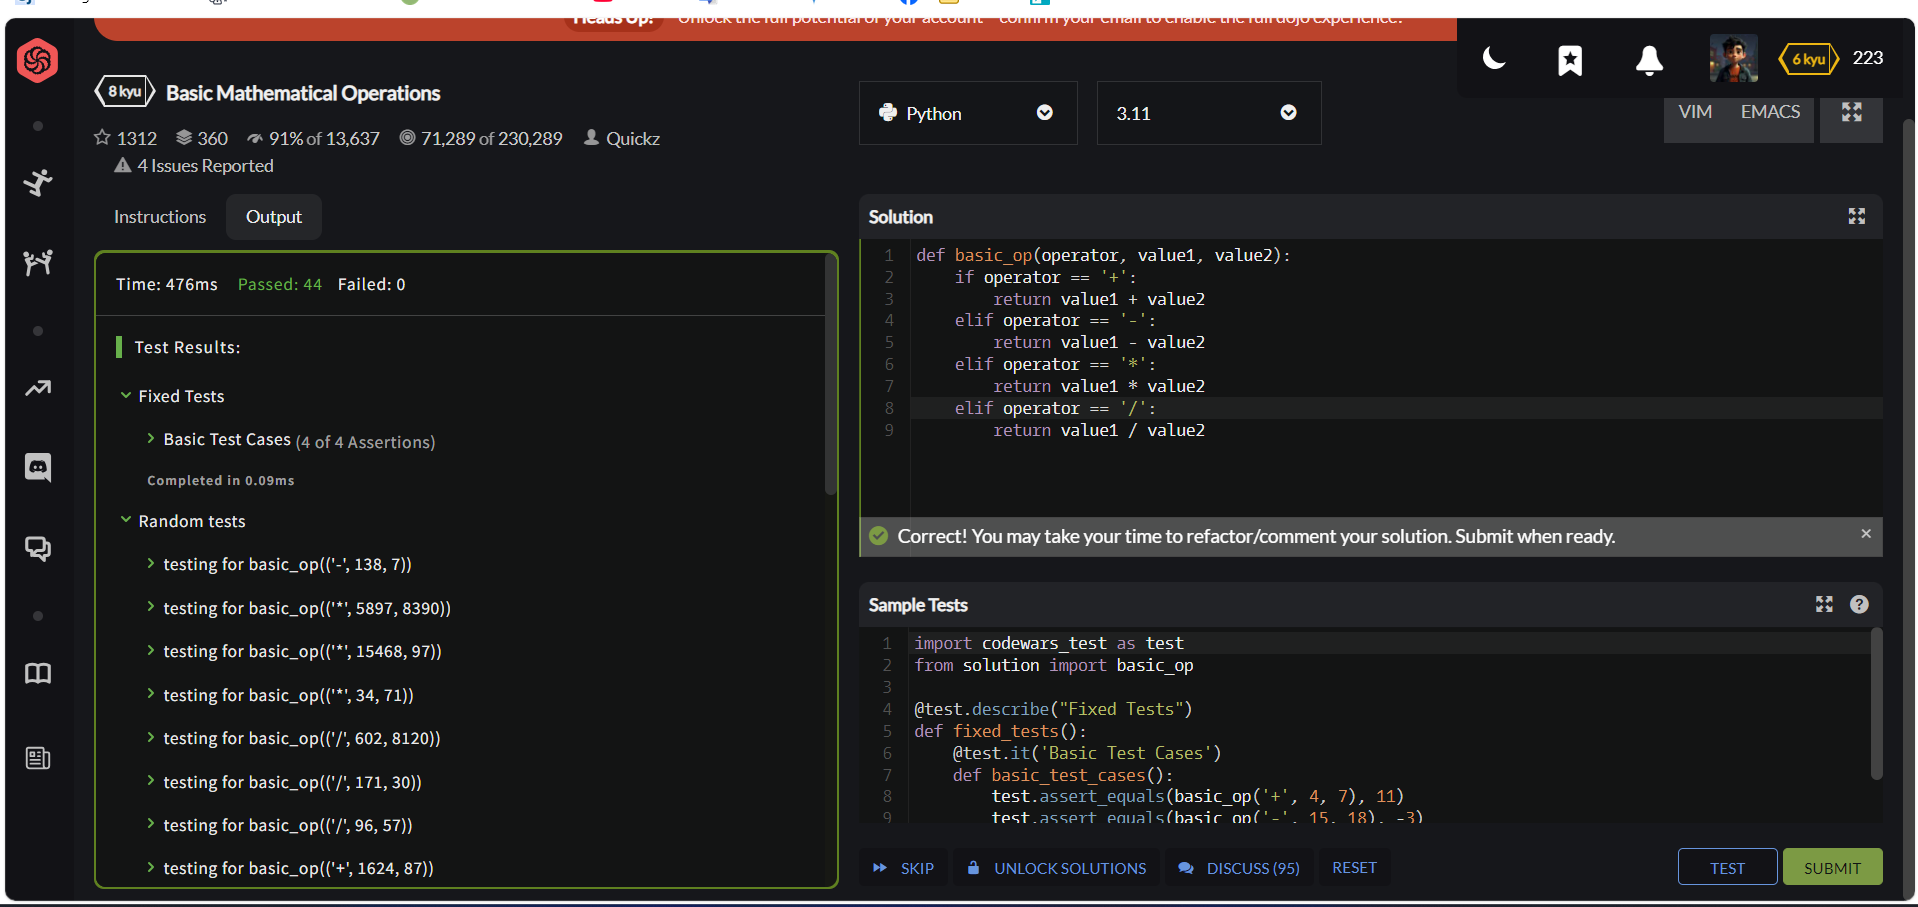 Heads Up! Unlock the full potential of your account - confirm your email to enable the full dojo experience.
6 kyu 223
8 kyu Basic Mathematical Operations
1312 360 91% of 13,637 71,289 of 230,289 Quickz
4 Issues Reported
Python 3.11
VIM EMACS
Instructions Output
Time: 476ms Passed: 44 Failed: 0
Test Results:
Fixed Tests
Basic Test Cases (4 of 4 Assertions)
Completed in 0.09ms
Random tests
testing for basic_op(('-', 138, 7))
testing for basic_op(('*', 5897, 8390))
testing for basic_op(('*', 15468, 97))
testing for basic_op(('*', 34, 71))
testing for basic_op(('/', 602, 8120))
testing for basic_op(('/', 171, 30))
testing for basic_op(('/', 96, 57))
testing for basic_op(('+', 1624, 87))
Solution
1 def basic_op(operator, value1, value2):
2     if operator == '+':
3         return value1 + value2
4     elif operator == '-':
5         return value1 - value2
6     elif operator == '*':
7         return value1 * value2
8     elif operator == '/':
9         return value1 / value2
Correct! You may take your time to refactor/comment your solution. Submit when ready. ×
Sample Tests ?
1 import codewars_test as test
2 from solution import basic_op
3
4 @test.describe("Fixed Tests")
5 def fixed_tests():
6     @test.it('Basic Test Cases')
7     def basic_test_cases():
8         test.assert_equals(basic_op('+', 4, 7), 11)
9         test.assert_equals(basic_op('-', 15, 18), -3)
SKIP UNLOCK SOLUTIONS DISCUSS (95) RESET TEST SUBMIT